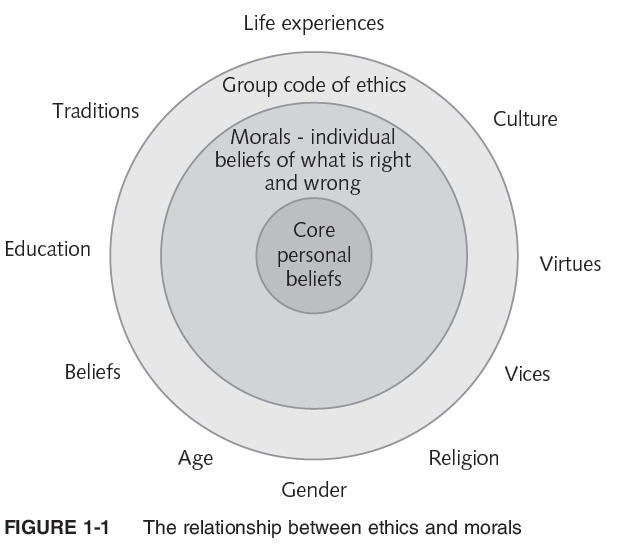 Life experiences
Group code of ethics
Traditions
Culture
Morals - individual
beliefs of what is right
and wrong
Core
personal
beliefs
Education
Virtues
Beliefs
Vices
Age
Religion
Gender
FIGURE 1-1 The relationship between ethics and morals